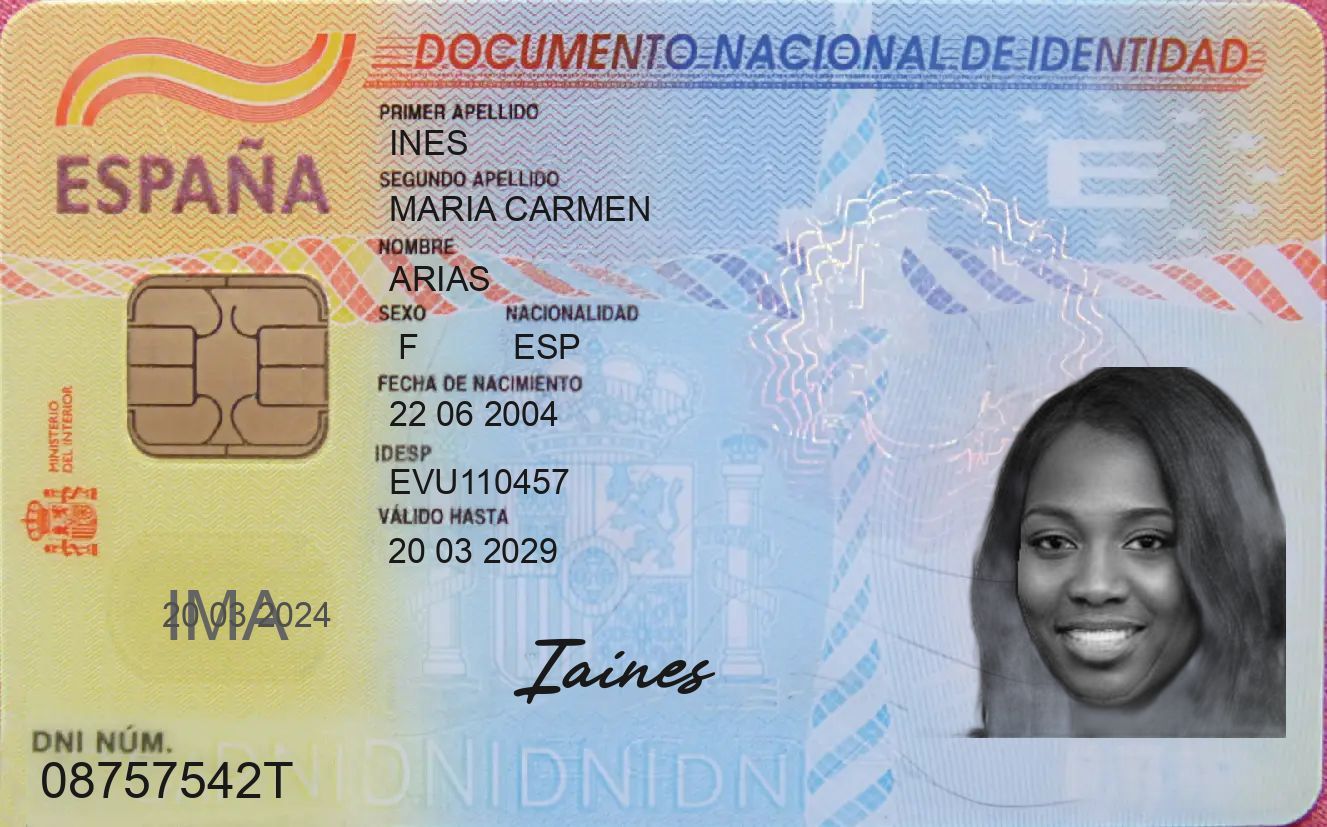 DOCUMENTO NACIONAL DE IDENTIDAD
ESPAÑA
PRIMER APELLIDO
INES
SEGUNDO APELLIDO
MARIA CARMEN
NOMBRE
ARIAS
SEXO NACIONALIDAD
F ESP
FECHA DE NACIMIENTO
22 06 2004
IDESP
EVU110457
VÁLIDO HASTA
20 03 2029
MINISTERIO
DEL INTERIOR
E
IMA
20 03 2024
Iaines
DNI NÚM.
08757542T
DNIDNIDNIDNI